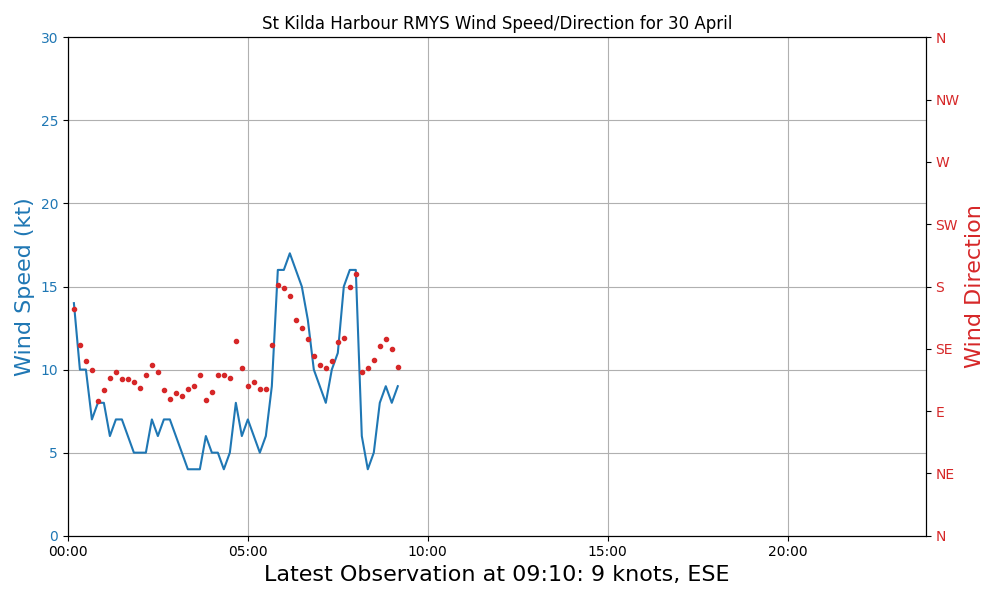 St Kilda Harbour RMYS Wind Speed/Direction for 30 April
30
25
20
15
10
5
0
Wind Speed (kt)
N
NW
W
SW
S
SE
E
NE
N
Wind Direction
00:00 05:00 10:00 15:00 20:00
Latest Observation at 09:10: 9 knots, ESE